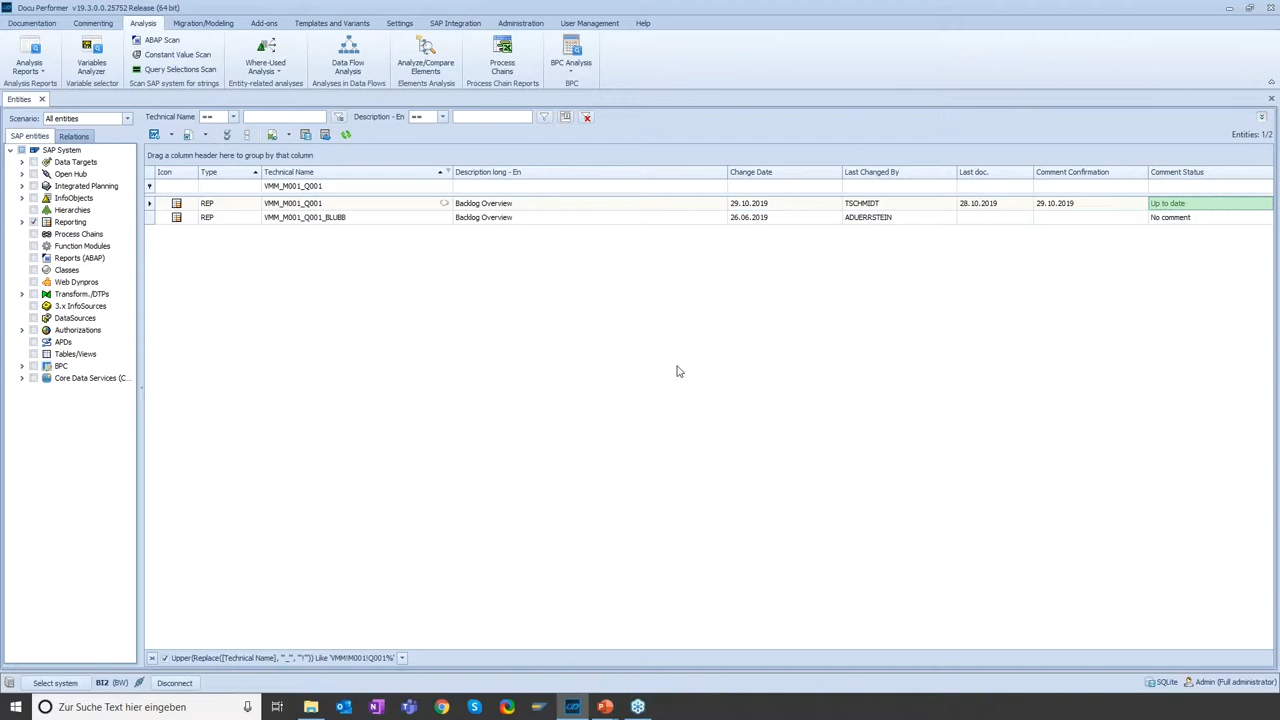 Docu Performer v19.3.0.0.25752 Release (64 bit)
Documentation Commenting Analysis Migration/Modeling Add-ons Templates and Variants Settings SAP Integration Administration User Management Help
Analysis Reports Variables Analyzer ABAP Scan Constant Value Scan Query Selections Scan Where-Used Analysis Data Flow Analysis Analyze/Compare Elements Process Chains BPC Analysis
Analysis Reports Variable selector Scan SAP system for strings Entity-related analyses Analyses in Data Flows Elements Analysis Process Chain Reports BPC
Entities
Scenario: All entities Technical Name == Description - En ==
SAP entities Relations Entities: 1/2
SAP System
Data Targets
Open Hub
Integrated Planning
InfoObjects
Hierarchies
Reporting
Process Chains
Function Modules
Reports (ABAP)
Classes
Web Dynpros
Transform./DTPs
3.x InfoSources
DataSources
Authorizations
APDs
Tables/Views
BPC
Core Data Services (C...
Drag a column header here to group by that column
Icon Type Technical Name Description long - En Change Date Last Changed By Last doc. Comment Confirmation Comment Status
VMM_M001_Q001
REP VMM_M001_Q001 Backlog Overview 29.10.2019 TSCHMIDT 28.10.2019 29.10.2019 Up to date
REP VMM_M001_Q001_BLUBB Backlog Overview 26.06.2019 ADUERRSTEIN No comment
Upper(Replace([Technical Name], '_', '!')) Like 'VMM!M001!Q001%'
Select system BI2 (BW) Disconnect SQLite Admin (Full administrator)
Zur Suche Text hier eingeben